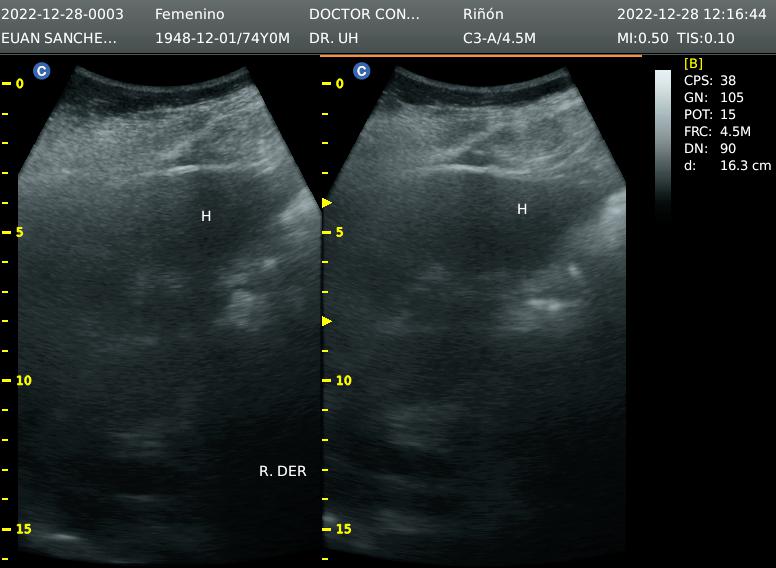 2022-12-28-0003 Femenino DOCTOR CON... Riñón 2022-12-28 12:16:44
EUAN SANCHE... 1948-12-01/74Y0M DR. UH C3-A/4.5M MI:0.50 TIS:0.10
C
C
[B]
CPS: 38
GN: 105
POT: 15
FRC: 4.5M
DN: 90
d: 16.3 cm
0
0
H
H
5
5
10
10
R. DER
15
15